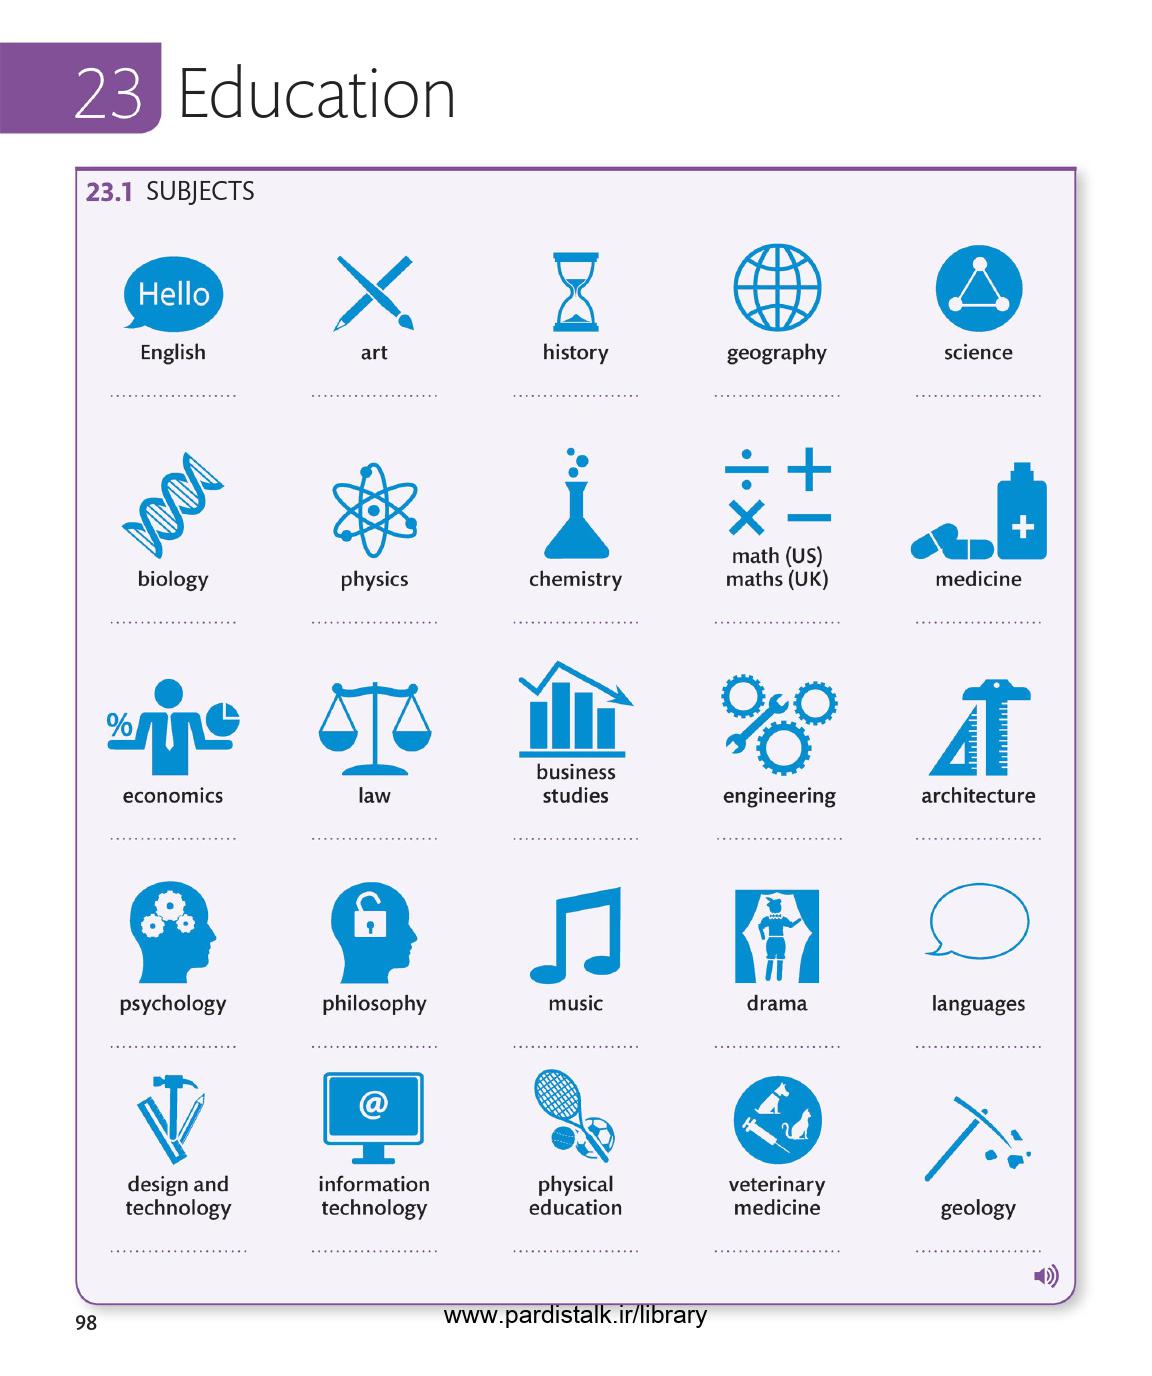 23 Education
23.1 SUBJECTS
Hello
English
art
history
geography
science
biology
physics
chemistry
math (US)
maths (UK)
medicine
%
economics
law
business
studies
engineering
architecture
psychology
philosophy
music
drama
languages
design and
technology
@
information
technology
physical
education
veterinary
medicine
geology
98
www.pardistalk.ir/library